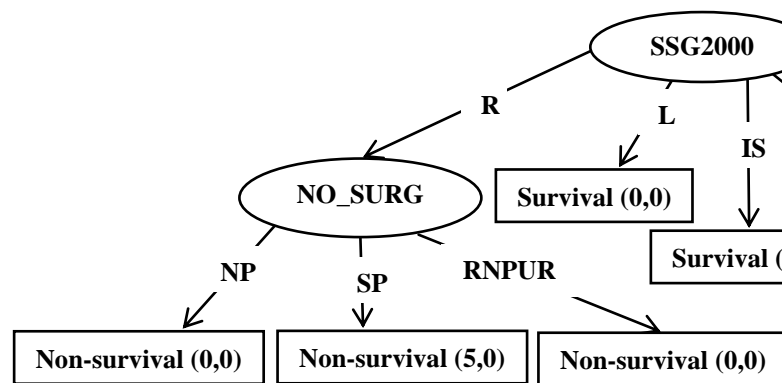 SSG2000
R
L
IS
NO_SURG
Survival (0,0)
Survival (
NP
SP
RNPUR
Non-survival (0,0)
Non-survival (5,0)
Non-survival (0,0)